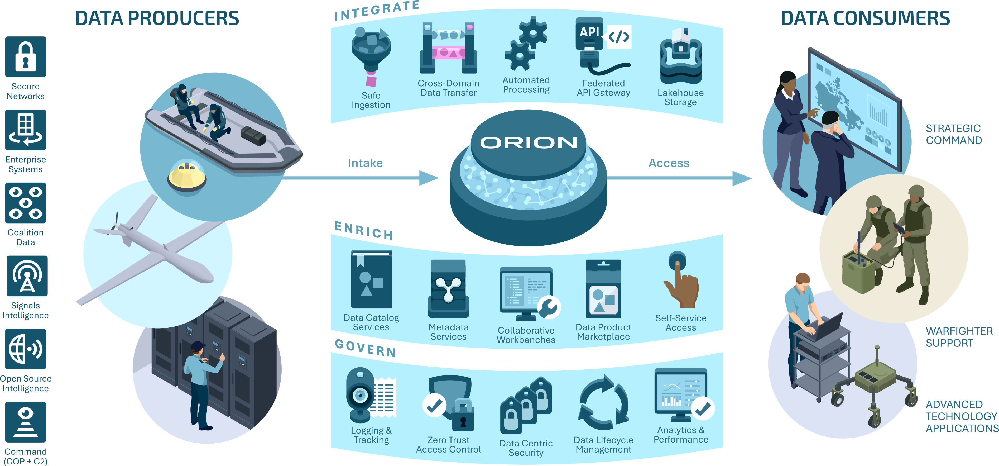 DATA PRODUCERS
Secure
Networks
Enterprise
Systems
Coalition
Data
Signals
Intelligence
Open Source
Intelligence
Command
(COP + C2)
INTEGRATE
Safe
Ingestion
Cross-Domain
Data Transfer
Automated
Processing
API
</>
Federated
API Gateway
Lakehouse
Storage
Intake
ORION
Access
ENRICH
Data Catalog
Services
Metadata
Services
Collaborative
Workbenches
Data Product
Marketplace
Self-Service
Access
GOVERN
Logging &
Tracking
Zero Trust
Access Control
Data Centric
Security
Data Lifecycle
Management
Analytics &
Performance
DATA CONSUMERS
STRATEGIC
COMMAND
WARFIGHTER
SUPPORT
ADVANCED
TECHNOLOGY
APPLICATIONS